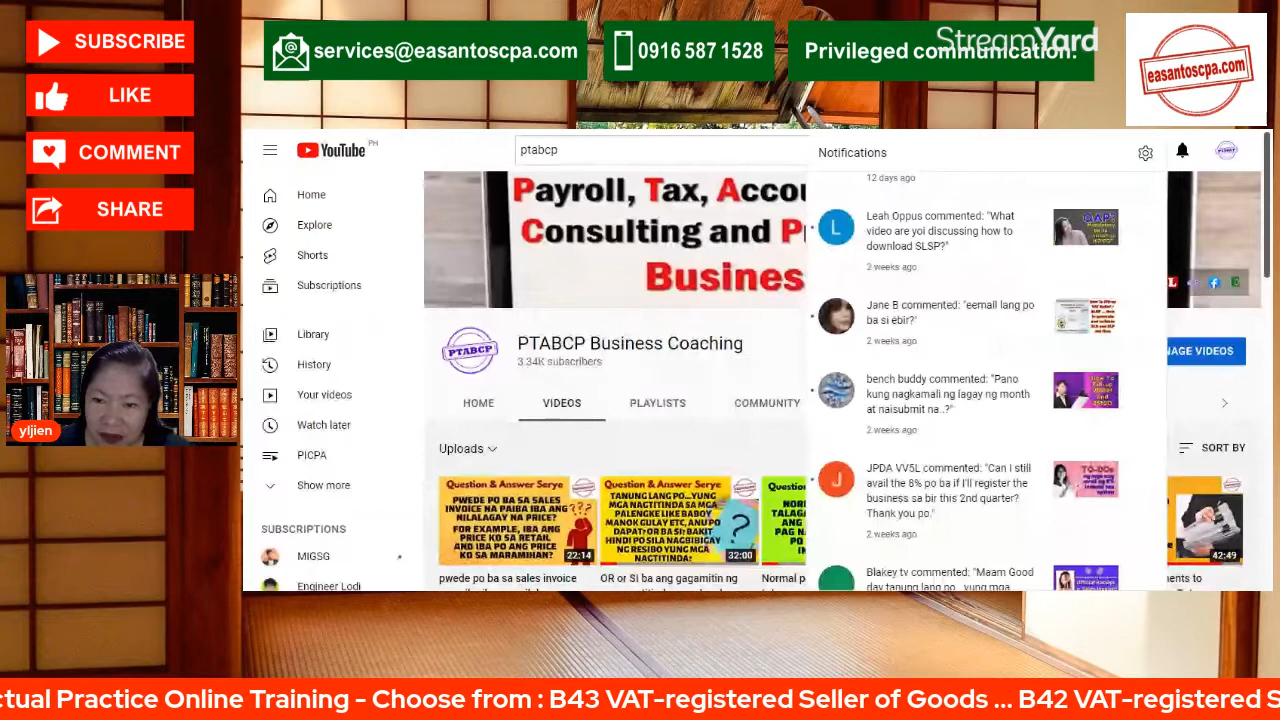 SUBSCRIBE
LIKE
COMMENT
SHARE
services@easantoscpa.com
0916 587 1528
Privileged communication.
StreamYard
easantoscpa.com
yljien
YouTube PH
ptabcp
Home
Explore
Shorts
Subscriptions
Library
History
Your videos
Watch later
PICPA
Show more
SUBSCRIPTIONS
MIGSG
Engineer Lodi
Payroll, Tax, Accou
Consulting and P
Busines
PTABCP
PTABCP Business Coaching
3.34K subscribers
HOME
VIDEOS
PLAYLISTS
COMMUNITY
NAGE VIDEOS
Uploads
SORT BY
Question & Answer Serye
PWEDE PO BA SA SALES
INVOICE NA PAIBA IBA ANG
NILALAGAY NA PRICE?
FOR EXAMPLE, IBA ANG
PRICE KO SA RETAIL
AND IBA PO ANG PRICE
KO SA MARAMIHAN?
22:14
pwede po ba sa sales invoice
Question & Answer Serye
TANUNG LANG PO...YUNG
MGA NAGTITINDA SA MGA
PALENGKE LIKE BABOY
MANOK GULAY ETC, ANU PO
DAPAT? OR BA SI? BAKIT
HINDI PO SILA NAGBIBIGAY
NG RESIBO YUNG MGA
NAGTITINDA?
32:00
OR or SI ba ang gagamitin ng
Question
NOR
TALAG
ANG
PAG N
PO
Normal p
42:49
ments to
Notifications
12 days ago
Leah Oppus commented: "What
video are yoi discussing how to
download SLSP?"
2 weeks ago
Jane B commented: "eemail lang po
ba si ebir?"
2 weeks ago
bench buddy commented: "Pano
kung nagkamali ng lagay ng month
at naisubmit na..?"
2 weeks ago
JPDA VV5L commented: "Can I still
avail the 8% po ba if I'll register the
business sa bir this 2nd quarter?
Thank you po."
2 weeks ago
Blakey tv commented: "Maam Good
day tanung lang po...yung mga
ctual Practice Online Training - Choose from : B43 VAT-registered Seller of Goods ... B42 VAT-registered S